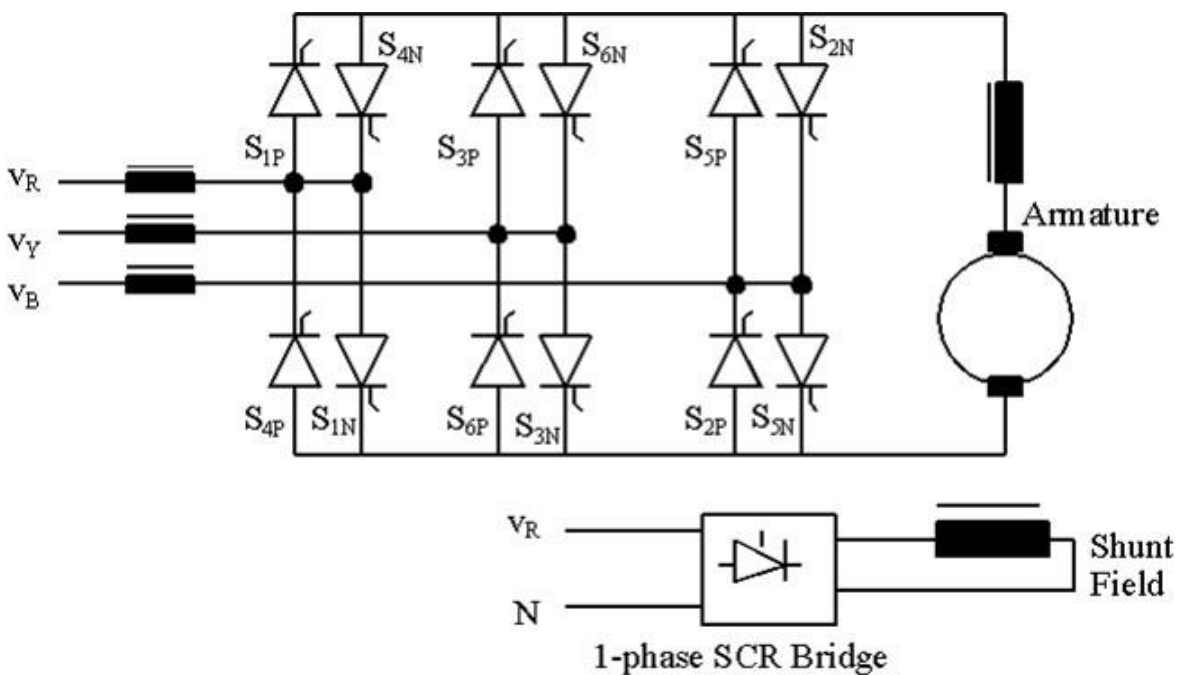 S4N
S6N
S2N
S1P
S3P
S5P
vR
vY
vB
Armature
S4P
S1N
S6P
S3N
S2P
S5N
vR
N
Shunt
Field
1-phase SCR Bridge